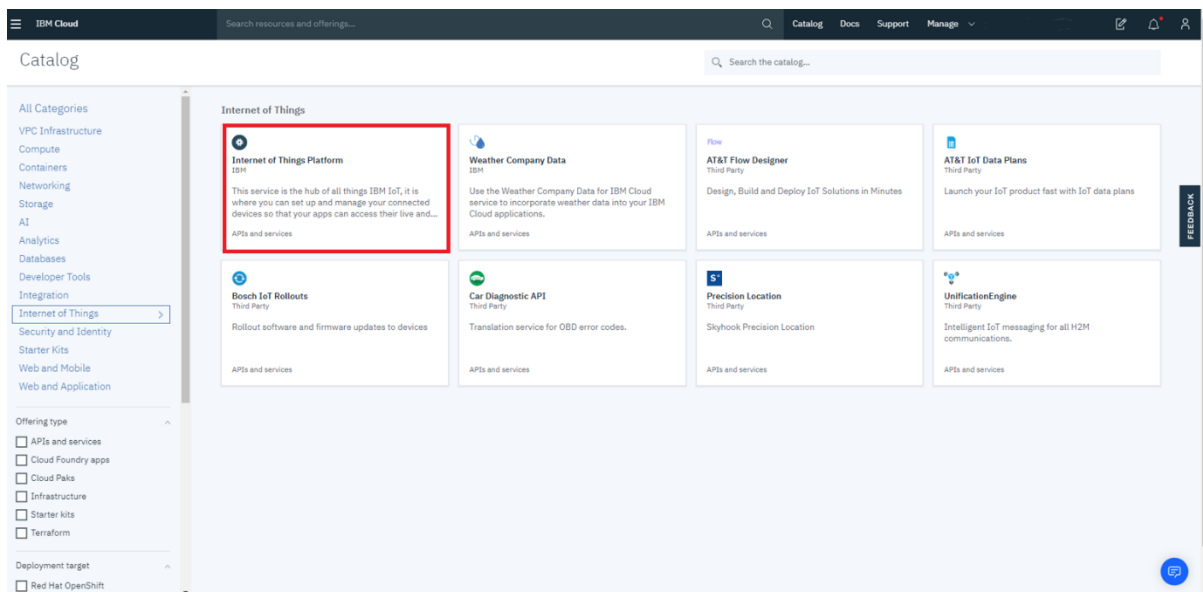 IBM Cloud
Search resources and offerings...
Catalog
Docs
Support
Manage
Catalog
Search the catalog...
All Categories
VPC Infrastructure
Compute
Containers
Networking
Storage
AI
Analytics
Databases
Developer Tools
Integration
Internet of Things
Security and Identity
Starter Kits
Web and Mobile
Web and Application
Offering type
APIs and services
Cloud Foundry apps
Cloud Paks
Infrastructure
Starter kits
Terraform
Deployment target
Red Hat OpenShift
Internet of Things
Internet of Things Platform
IBM
This service is the hub of all things IBM IoT, it is
where you can set up and manage your connected
devices so that your apps can access their live and...
APIs and services
Weather Company Data
IBM
Use the Weather Company Data for IBM Cloud
service to incorporate weather data into your IBM
Cloud applications.
APIs and services
Flow
AT&T Flow Designer
Third Party
Design, Build and Deploy IoT Solutions in Minutes
APIs and services
AT&T IoT Data Plans
Third Party
Launch your IoT product fast with IoT data plans
APIs and services
Bosch IoT Rollouts
Third Party
Rollout software and firmware updates to devices
APIs and services
Car Diagnostic API
Third Party
Translation service for OBD error codes.
APIs and services
S
Precision Location
Third Party
Skyhook Precision Location
APIs and services
UnificationEngine
Third Party
Intelligent IoT messaging for all H2M
communications.
APIs and services
FEEDBACK